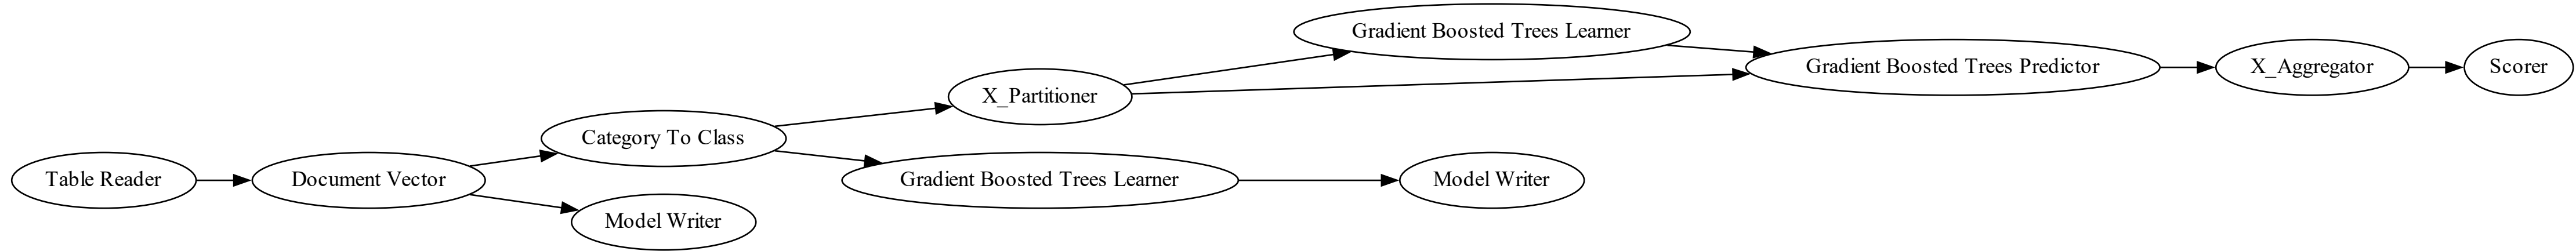 Table Reader
Document Vector
Category To Class
Model Writer
X_Partitioner
Gradient Boosted Trees Learner
Gradient Boosted Trees Learner
Model Writer
Gradient Boosted Trees Predictor
X_Aggregator
Scorer